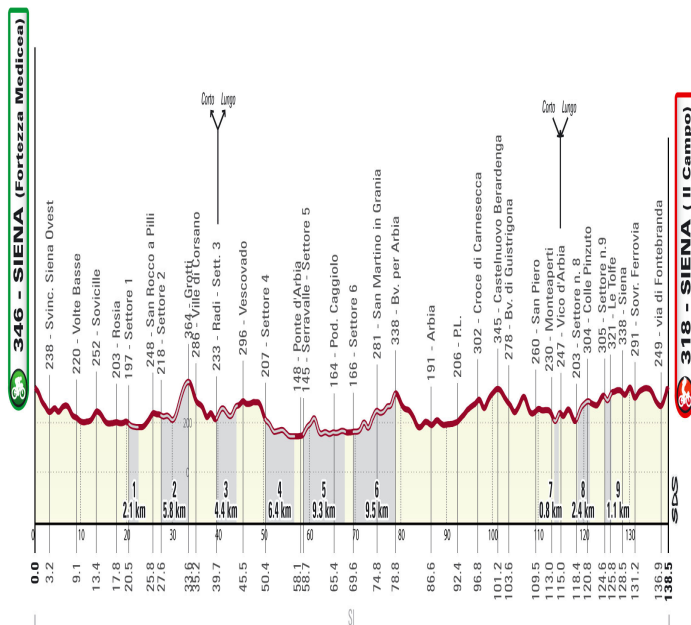 346 - SIENA (Fortezza Medicea)
238 - Svinc. Siena Ovest
220 - Volte Basse
252 - Sovicille
203 - Rosia
197 - Settore 1
248 - San Rocco a Pilli
218 - Settore 2
364 - Grotti
286 - Ville di Corsano
233 - Radi - Sett. 3
296 - Vescovado
207 - Settore 4
148 - Ponte d'Arbia
145 - Serravalle - Settore 5
164 - Pod. Caggiolo
166 - Settore 6
281 - San Martino in Grania
338 - Bv. per Arbia
191 - Arbia
206 - P.L.
302 - Croce di Carnesecca
345 - Castelnuovo Berardenga
278 - Bv. di Guistrigona
260 - San Piero
230 - Monteaperti
247 - Vico d'Arbia
203 - Settore n. 8
304 - Colle Pinzuto
305 - Settore n.9
321 - Le Tolfe
338 - Siena
291 - Sovr. Ferrovia
249 - via di Fontebranda
318 - SIENA ( Il Campo)
Corto Lungo
Corto Lungo
200
0
1
2.1 km
2
5.8 km
3
4.4 km
4
6.4 km
5
9.3 km
6
9.5 km
7
0.8 km
8
2.4 km
9
1.1 km
SDS
0 10 20 30 40 50 60 70 80 90 100 110 120 130
0.0 3.2 9.1 13.4 17.8 20.5 25.8 27.6 35.2 39.7 45.5 50.4 58.1 58.7 65.4 69.6 74.8 78.8 86.6 92.4 96.8 101.2 103.6 109.5 113.0 115.0 118.4 120.8 124.6 125.8 128.5 131.2 136.9 138.5
SI